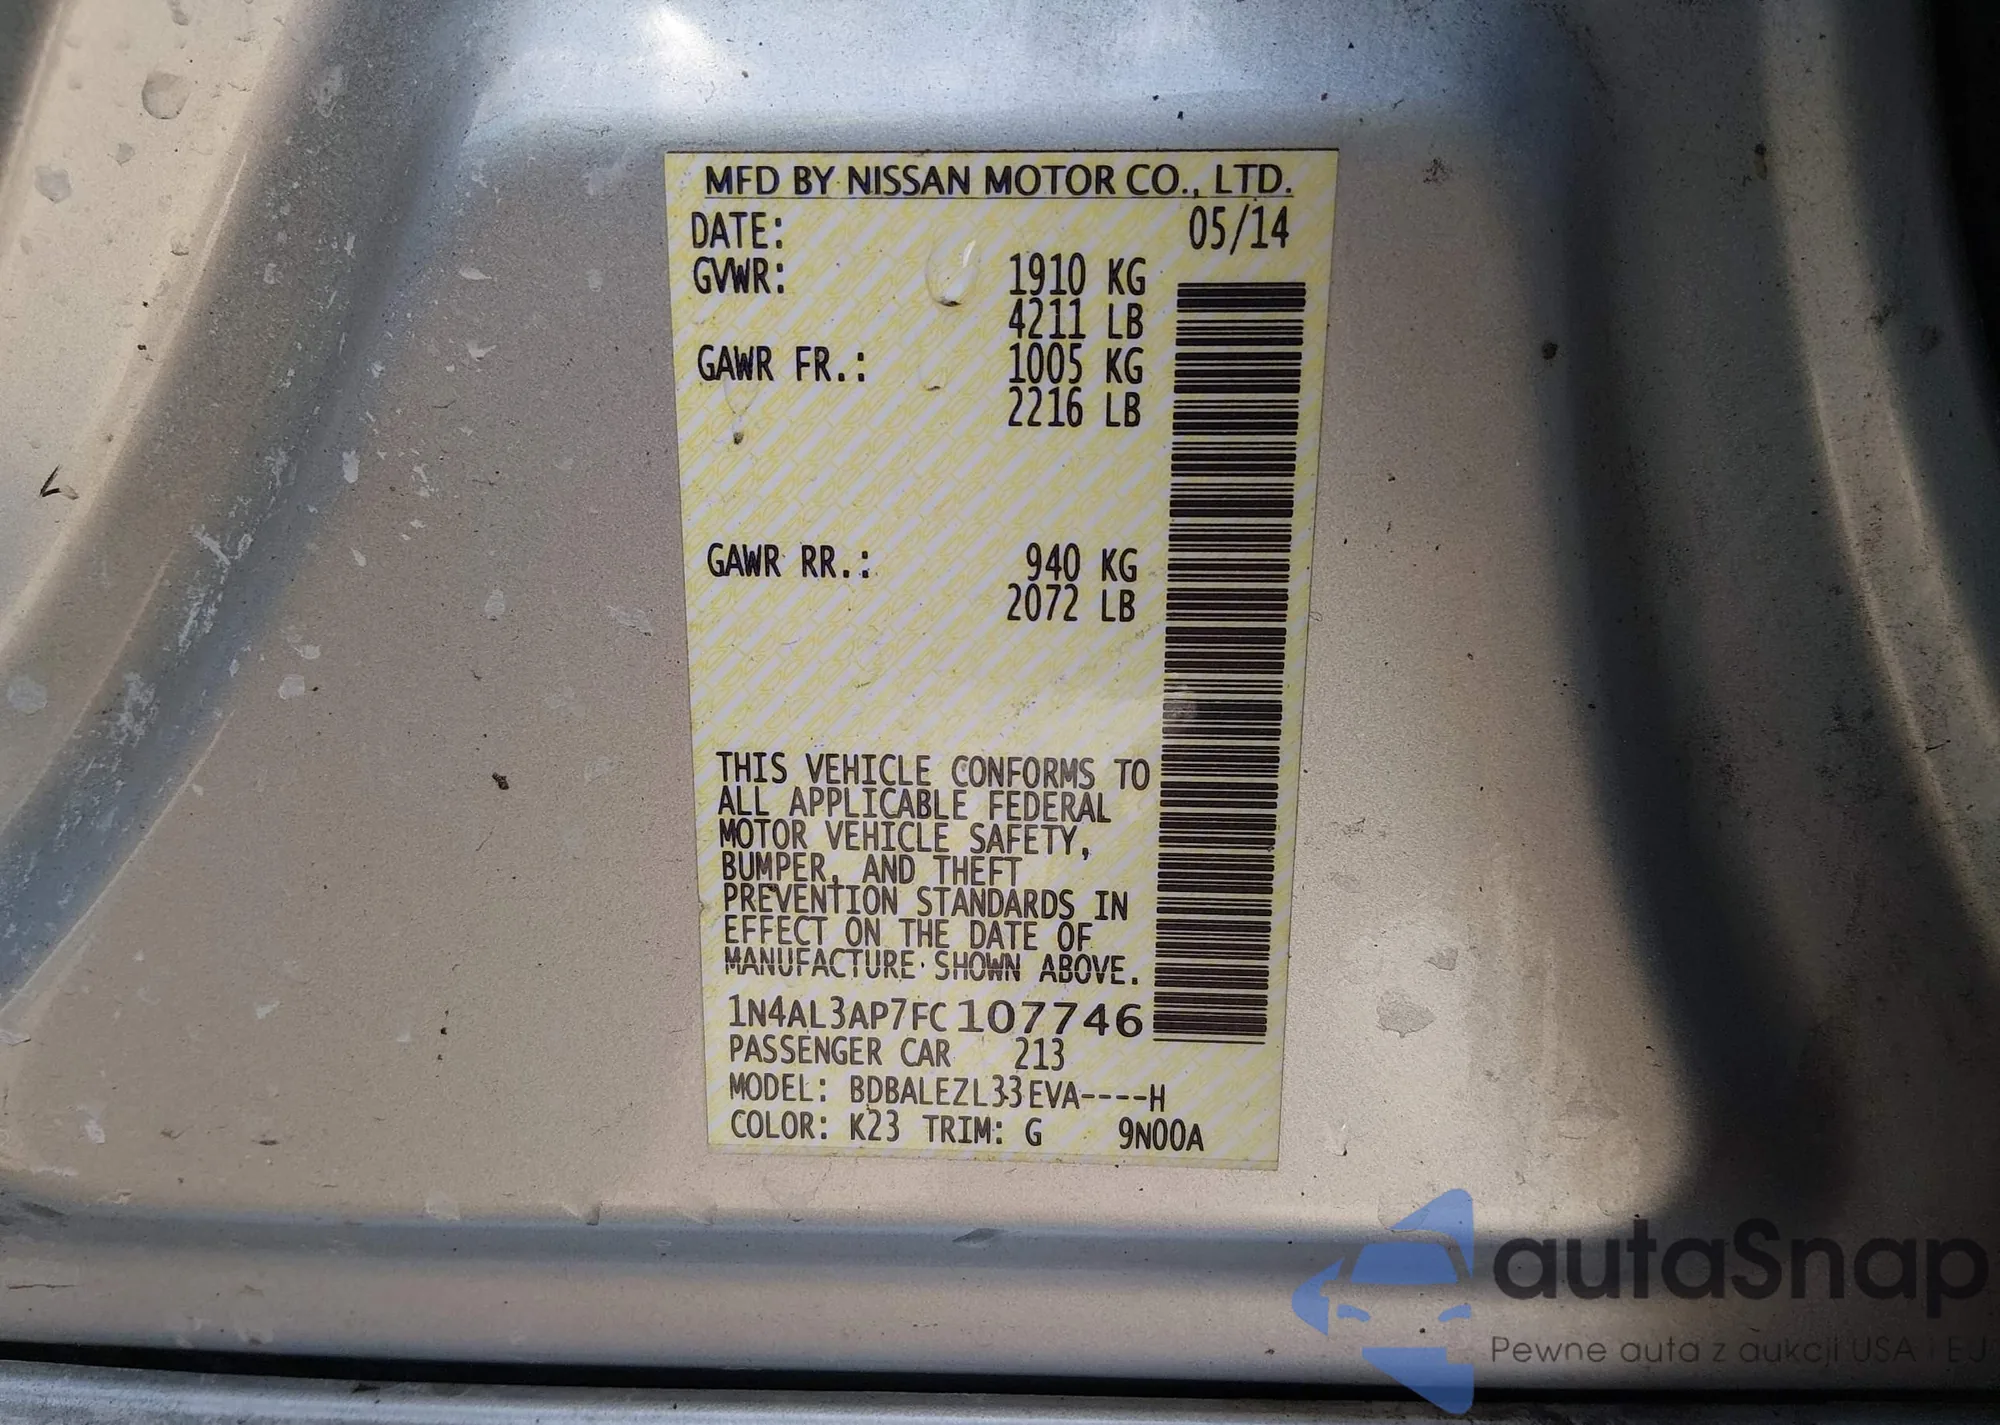 MFD BY NISSAN MOTOR CO., LTD.
DATE: 05/14
GVWR: 1910 KG
4211 LB
GAWR FR.: 1005 KG
2216 LB
GAWR RR.: 940 KG
2072 LB
THIS VEHICLE CONFORMS TO
ALL APPLICABLE FEDERAL
MOTOR VEHICLE SAFETY,
BUMPER, AND THEFT
PREVENTION STANDARDS IN
EFFECT ON THE DATE OF
MANUFACTURE SHOWN ABOVE.
1N4AL3AP7FC107746
PASSENGER CAR 213
MODEL: BDBALEZL33EVA----H
COLOR: K23 TRIM: G 9N00A
autaSnap
Pewne auta z aukcji USA i EU